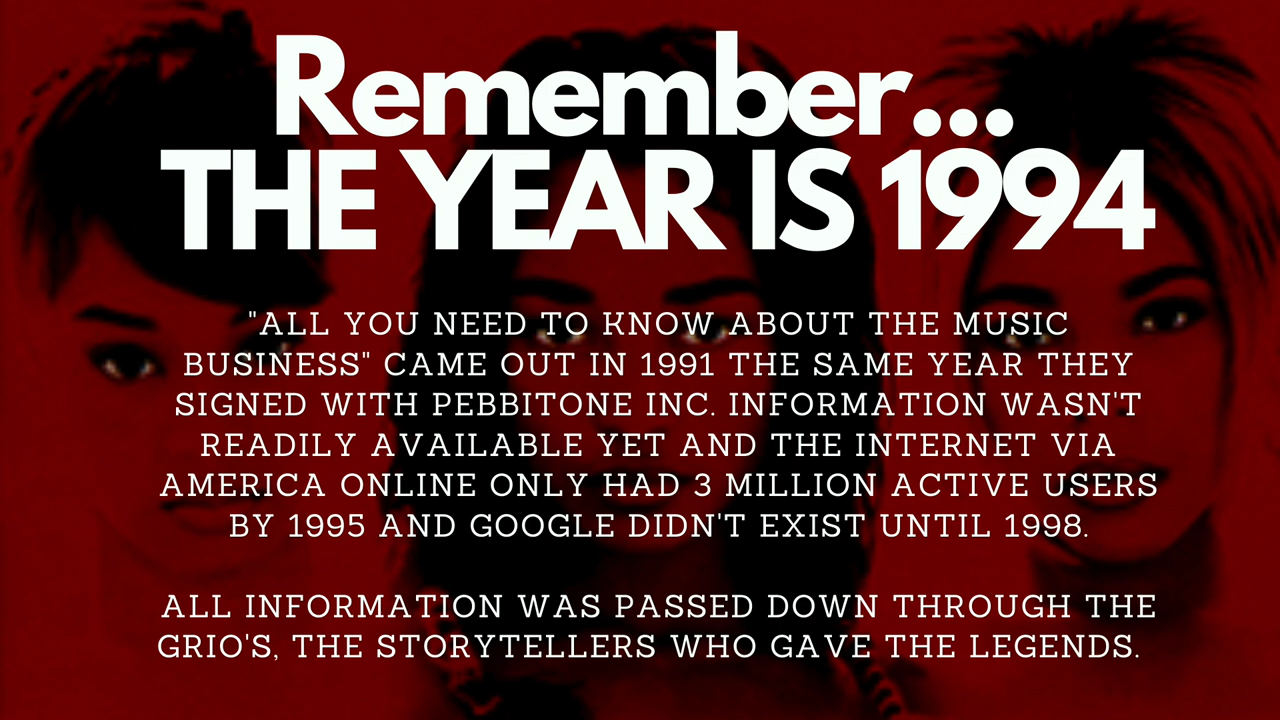 Remember...
THE YEAR IS 1994
"ALL YOU NEED TO KNOW ABOUT THE MUSIC
BUSINESS" CAME OUT IN 1991 THE SAME YEAR THEY
SIGNED WITH PEBBITONE INC. INFORMATION WASN'T
READILY AVAILABLE YET AND THE INTERNET VIA
AMERICA ONLINE ONLY HAD 3 MILLION ACTIVE USERS
BY 1995 AND GOOGLE DIDN'T EXIST UNTIL 1998.
ALL INFORMATION WAS PASSED DOWN THROUGH THE
GRIO'S, THE STORYTELLERS WHO GAVE THE LEGENDS.